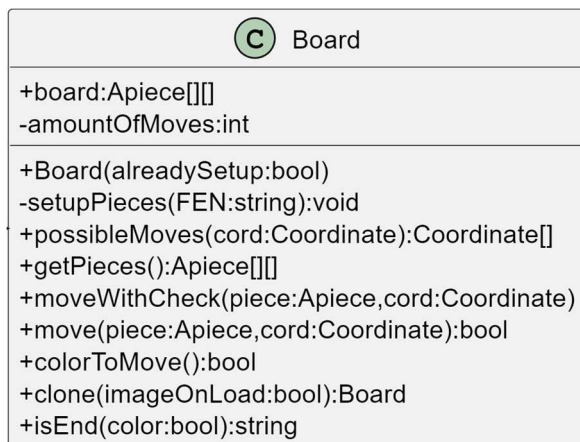 C Board
+board:Apiece[][]
-amountOfMoves:int
+Board(alreadySetup:bool)
-setupPieces(FEN:string):void
+possibleMoves(cord:Coordinate):Coordinate[]
+getPieces():Apiece[][]
+moveWithCheck(piece:Apiece,cord:Coordinate)
+move(piece:Apiece,cord:Coordinate):bool
+colorToMove():bool
+clone(imageOnLoad:bool):Board
+isEnd(color:bool):string